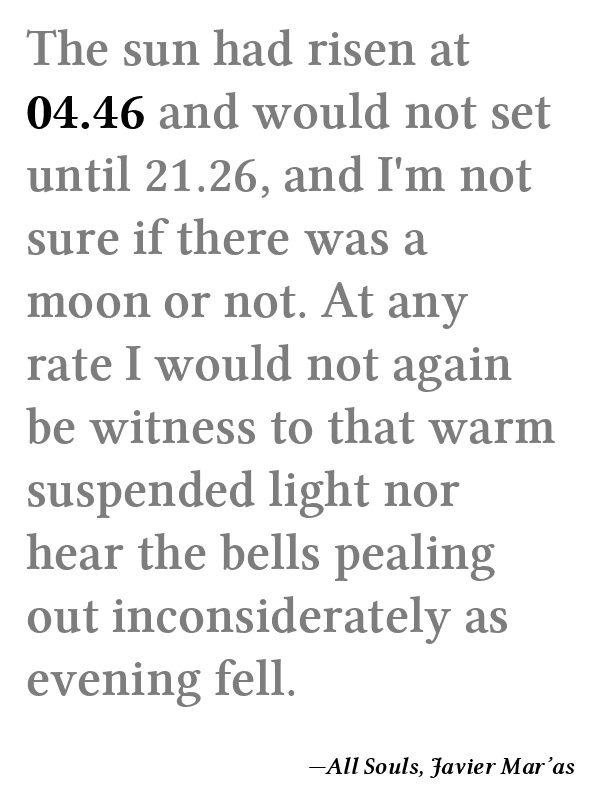 The sun had risen at
04.46 and would not set
until 21.26, and I'm not
sure if there was a
moon or not. At any
rate I would not again
be witness to that warm
suspended light nor
hear the bells pealing
out inconsiderately as
evening fell.
—All Souls, Javier Mar’as